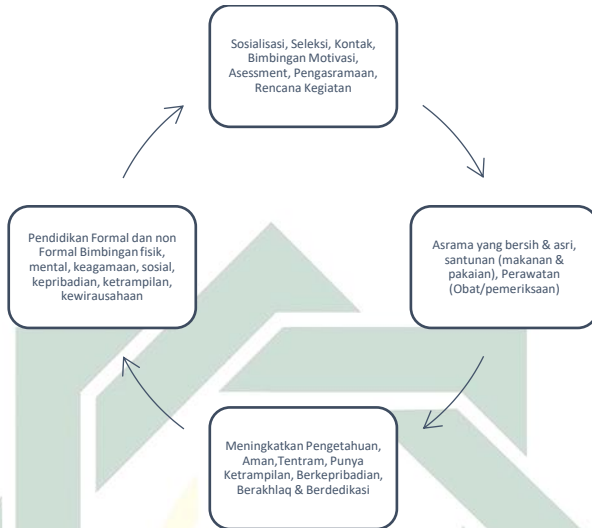 Sosialisasi, Seleksi, Kontak,
Bimbingan Motivasi,
Asessment, Pengasramaan,
Rencana Kegiatan
Asrama yang bersih & asri,
santunan (makanan &
pakaian), Perawatan
(Obat/pemeriksaan)
Meningkatkan Pengetahuan,
Aman,Tentram, Punya
Ketrampilan, Berkepribadian,
Berakhlaq & Berdedikasi
Pendidikan Formal dan non
Formal Bimbingan fisik,
mental, keagamaan, sosial,
kepribadian, ketrampilan,
kewirausahaan